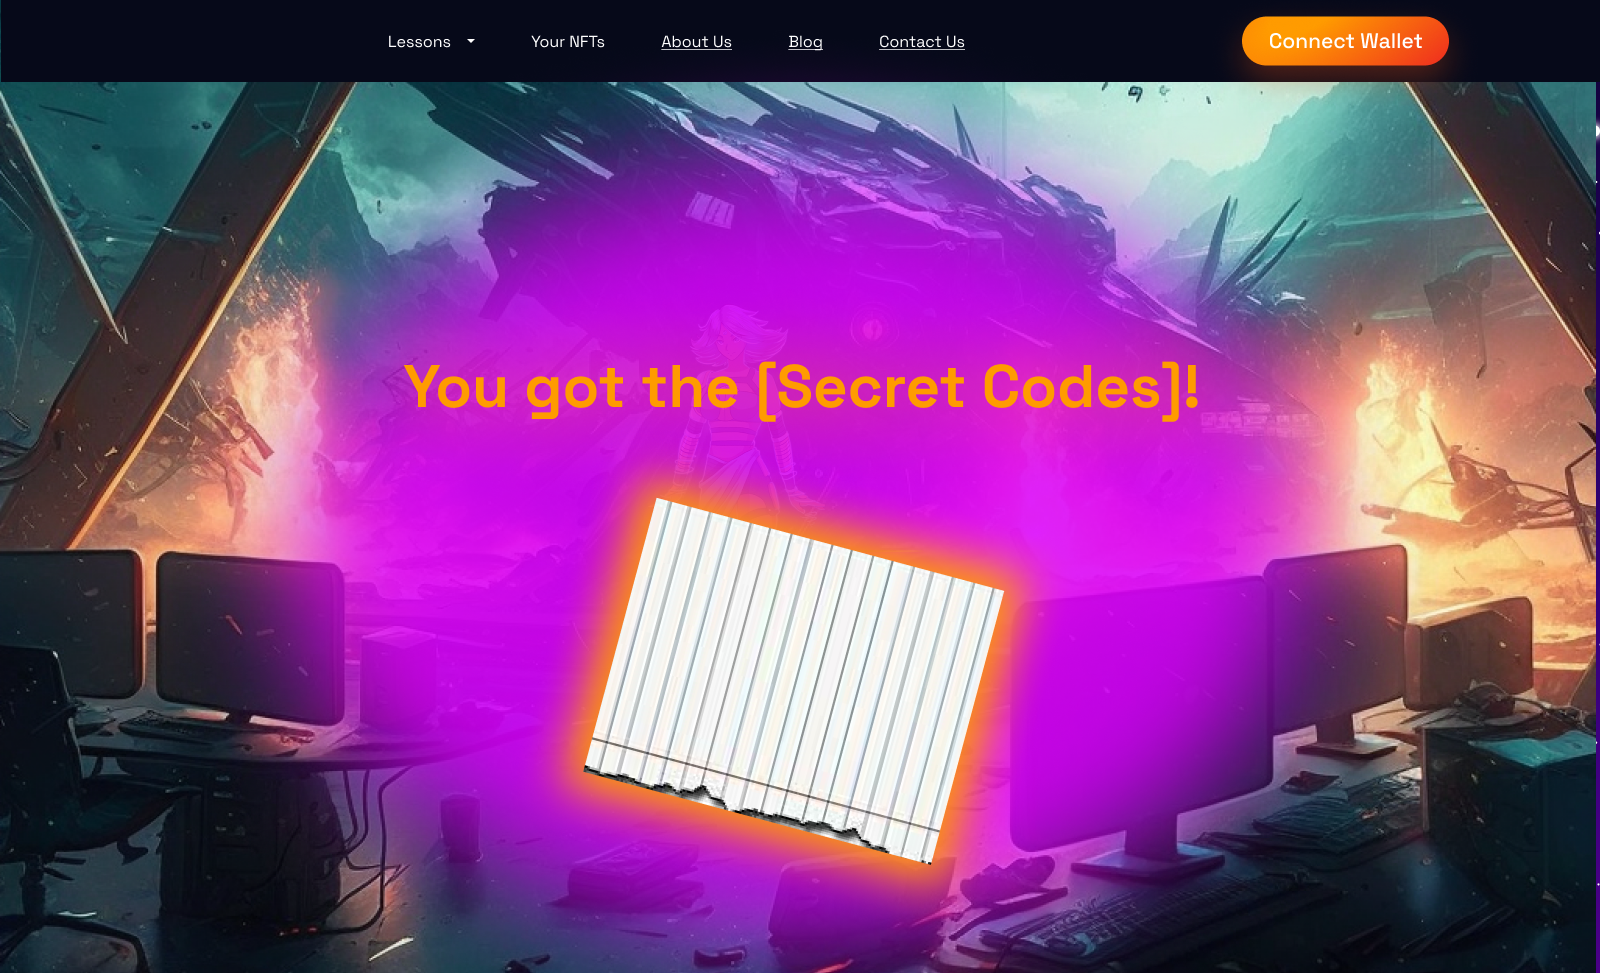 Lessons
Your NFTs
About Us
Blog
Contact Us
Connect Wallet
You got the [Secret Codes]!